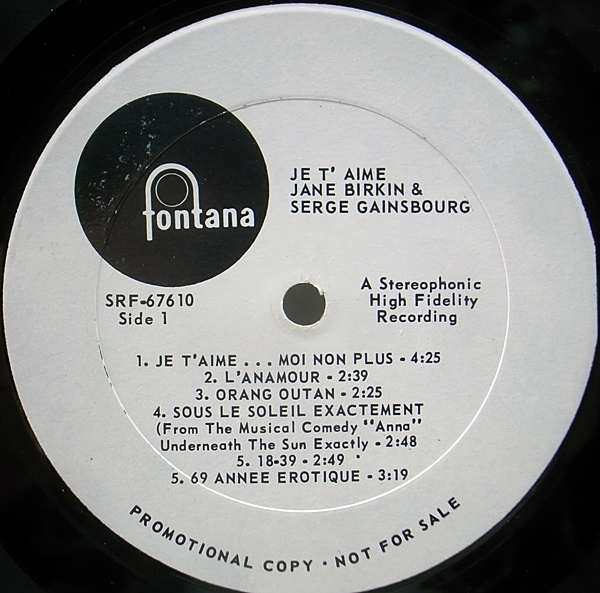 fontana
JE T' AIME
JANE BIRKIN &
SERGE GAINSBOURG
SRF-67610
Side 1
A Stereophonic
High Fidelity
Recording
1. JE T'AIME . . . MOI NON PLUS - 4:25
2. L'ANAMOUR - 2:39
3. ORANG OUTAN - 2:25
4. SOUS LE SOLEIL EXACTEMENT
(From The Musical Comedy "Anna"
Underneath The Sun Exactly - 2:48
5. 18-39 - 2:49
5. 69 ANNEE EROTIQUE - 3:19
PROMOTIONAL COPY · NOT FOR SALE